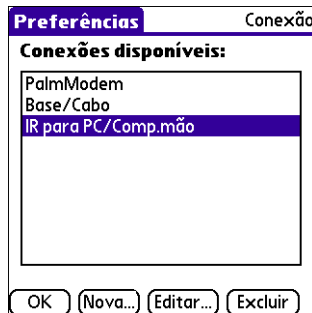 Preferências Conexão
Conexões disponíveis:
PalmModem
Base/Cabo
IR para PC/Comp.mão
OK Nova... Editar... Excluir